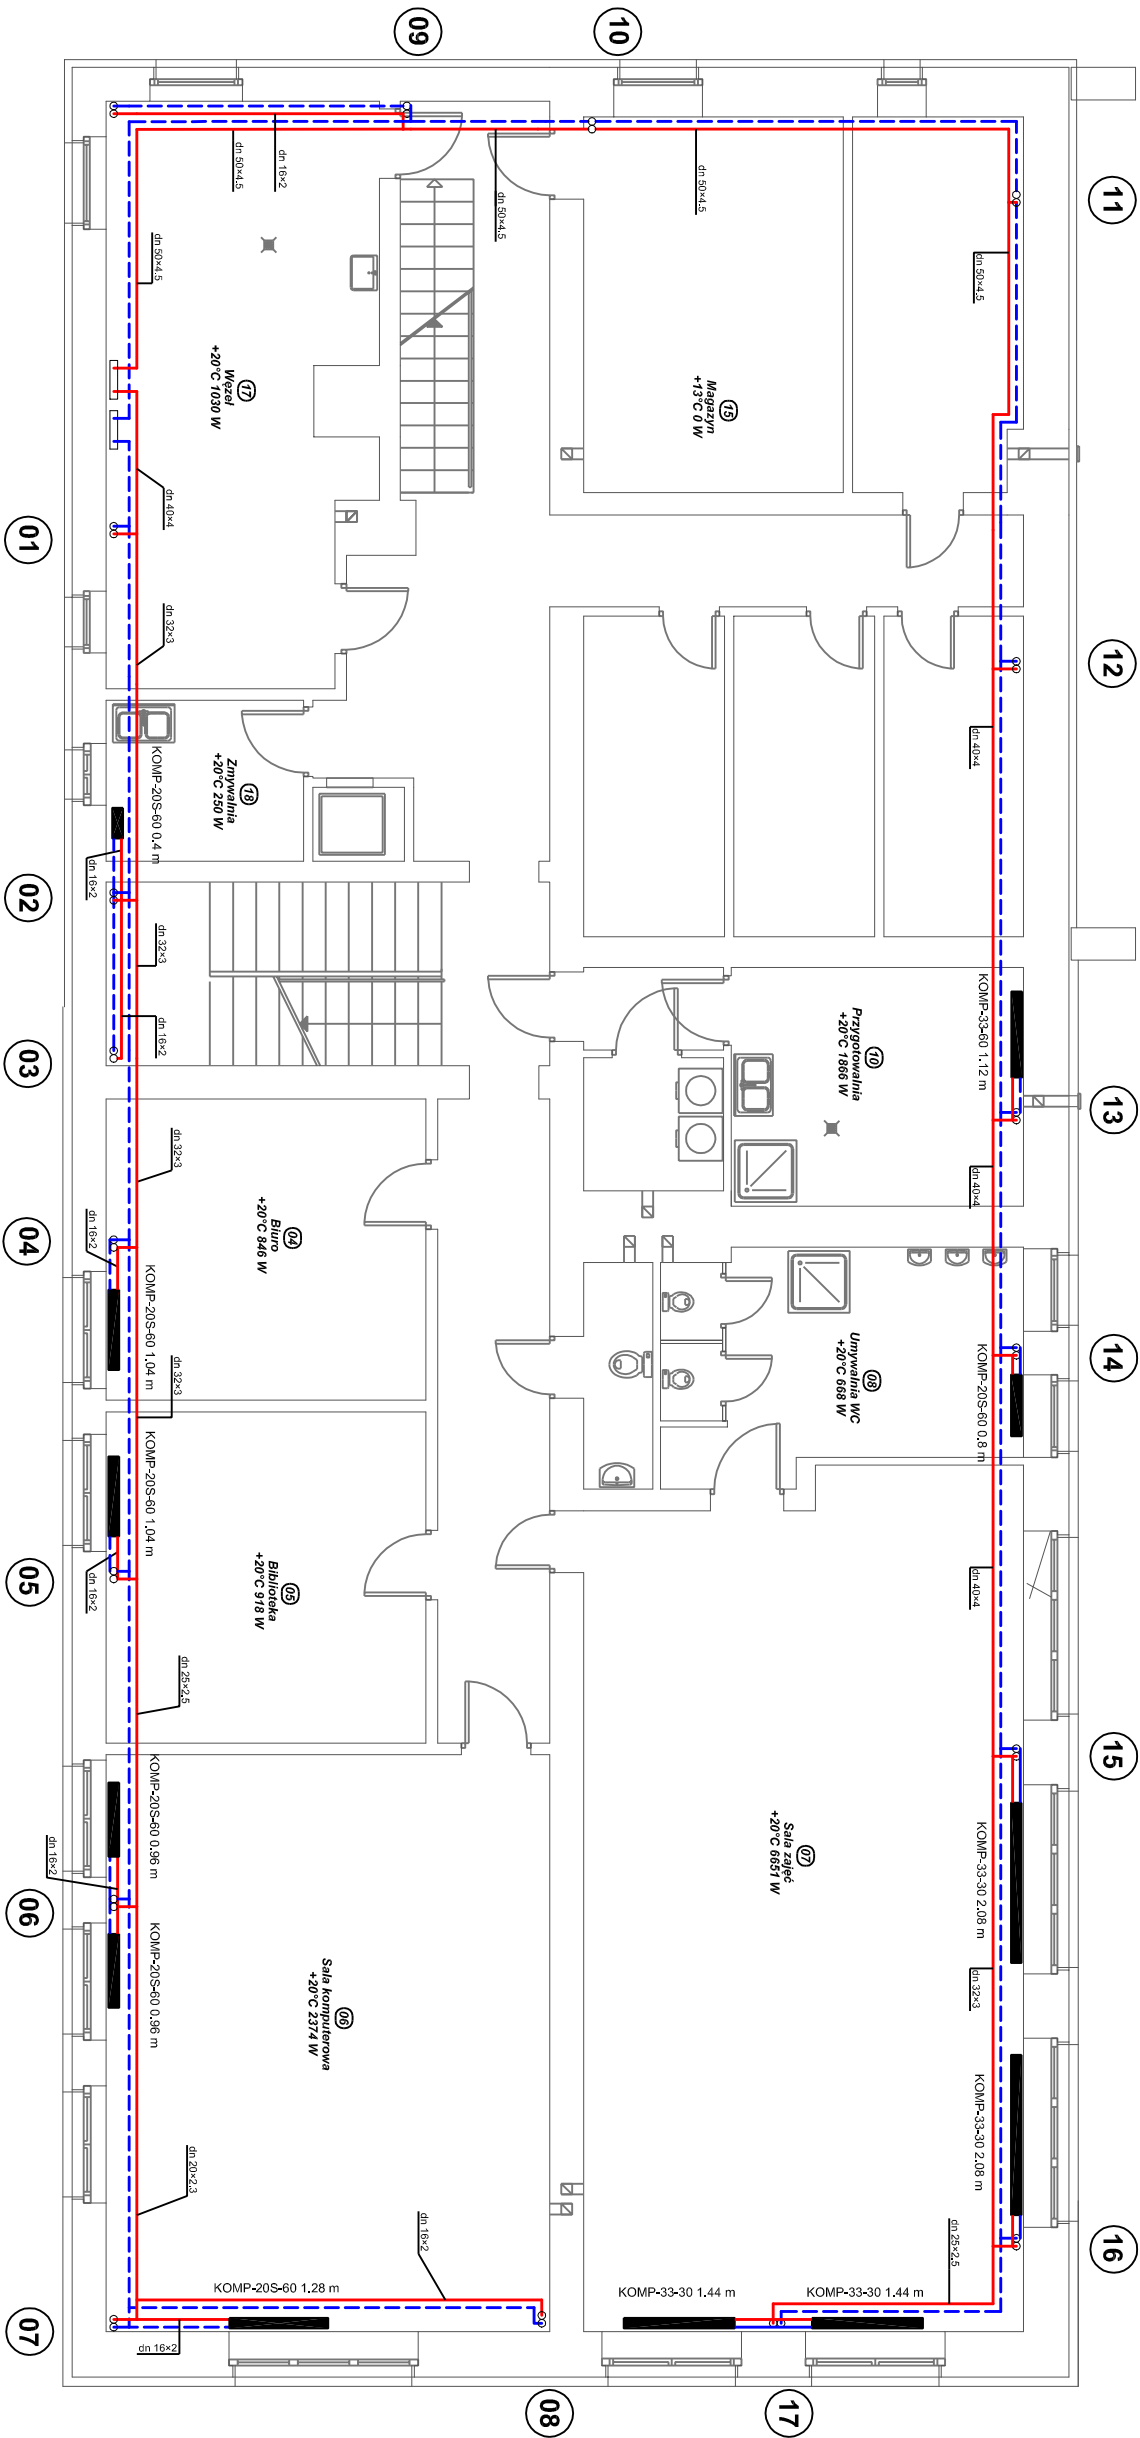 09
10
11
dn 16×2
dn 50×4.5
dn 50×4.5
dn 50×4.5
dn 50×4.5
dn 50×4.5
17
Węzeł
+20°C 1030 W
15
Magazyn
+13°C 0 W
01
dn 40×4
dn 32×3
12
dn 40×4
18
Zmywalnia
+20°C 250 W
KOMP-20S-60 0.4 m
dn 16×2
02
dn 32×3
dn 16×2
03
10
Przygotowalnia
+20°C 1866 W
KOMP-33-60 1.12 m
13
dn 40×4
dn 32×3
04
Biuro
+20°C 846 W
dn 16×2
04
KOMP-20S-60 1.04 m
dn 32×3
08
Umywalnia WC
+20°C 668 W
KOMP-20S-60 0.8 m
14
KOMP-20S-60 1.04 m
05
Biblioteka
+20°C 918 W
dn 16×2
05
dn 40×4
dn 25×2.5
KOMP-20S-60 0.96 m
dn 16×2
06
KOMP-20S-60 0.96 m
15
07
Sala zajęć
+20°C 6651 W
KOMP-33-30 2.08 m
dn 32×3
06
Sala komputerowa
+20°C 2374 W
KOMP-33-30 2.08 m
dn 20×2.3
dn 16×2
dn 25×2.5
16
KOMP-20S-60 1.28 m
KOMP-33-30 1.44 m
KOMP-33-30 1.44 m
07
dn 16×2
08
17